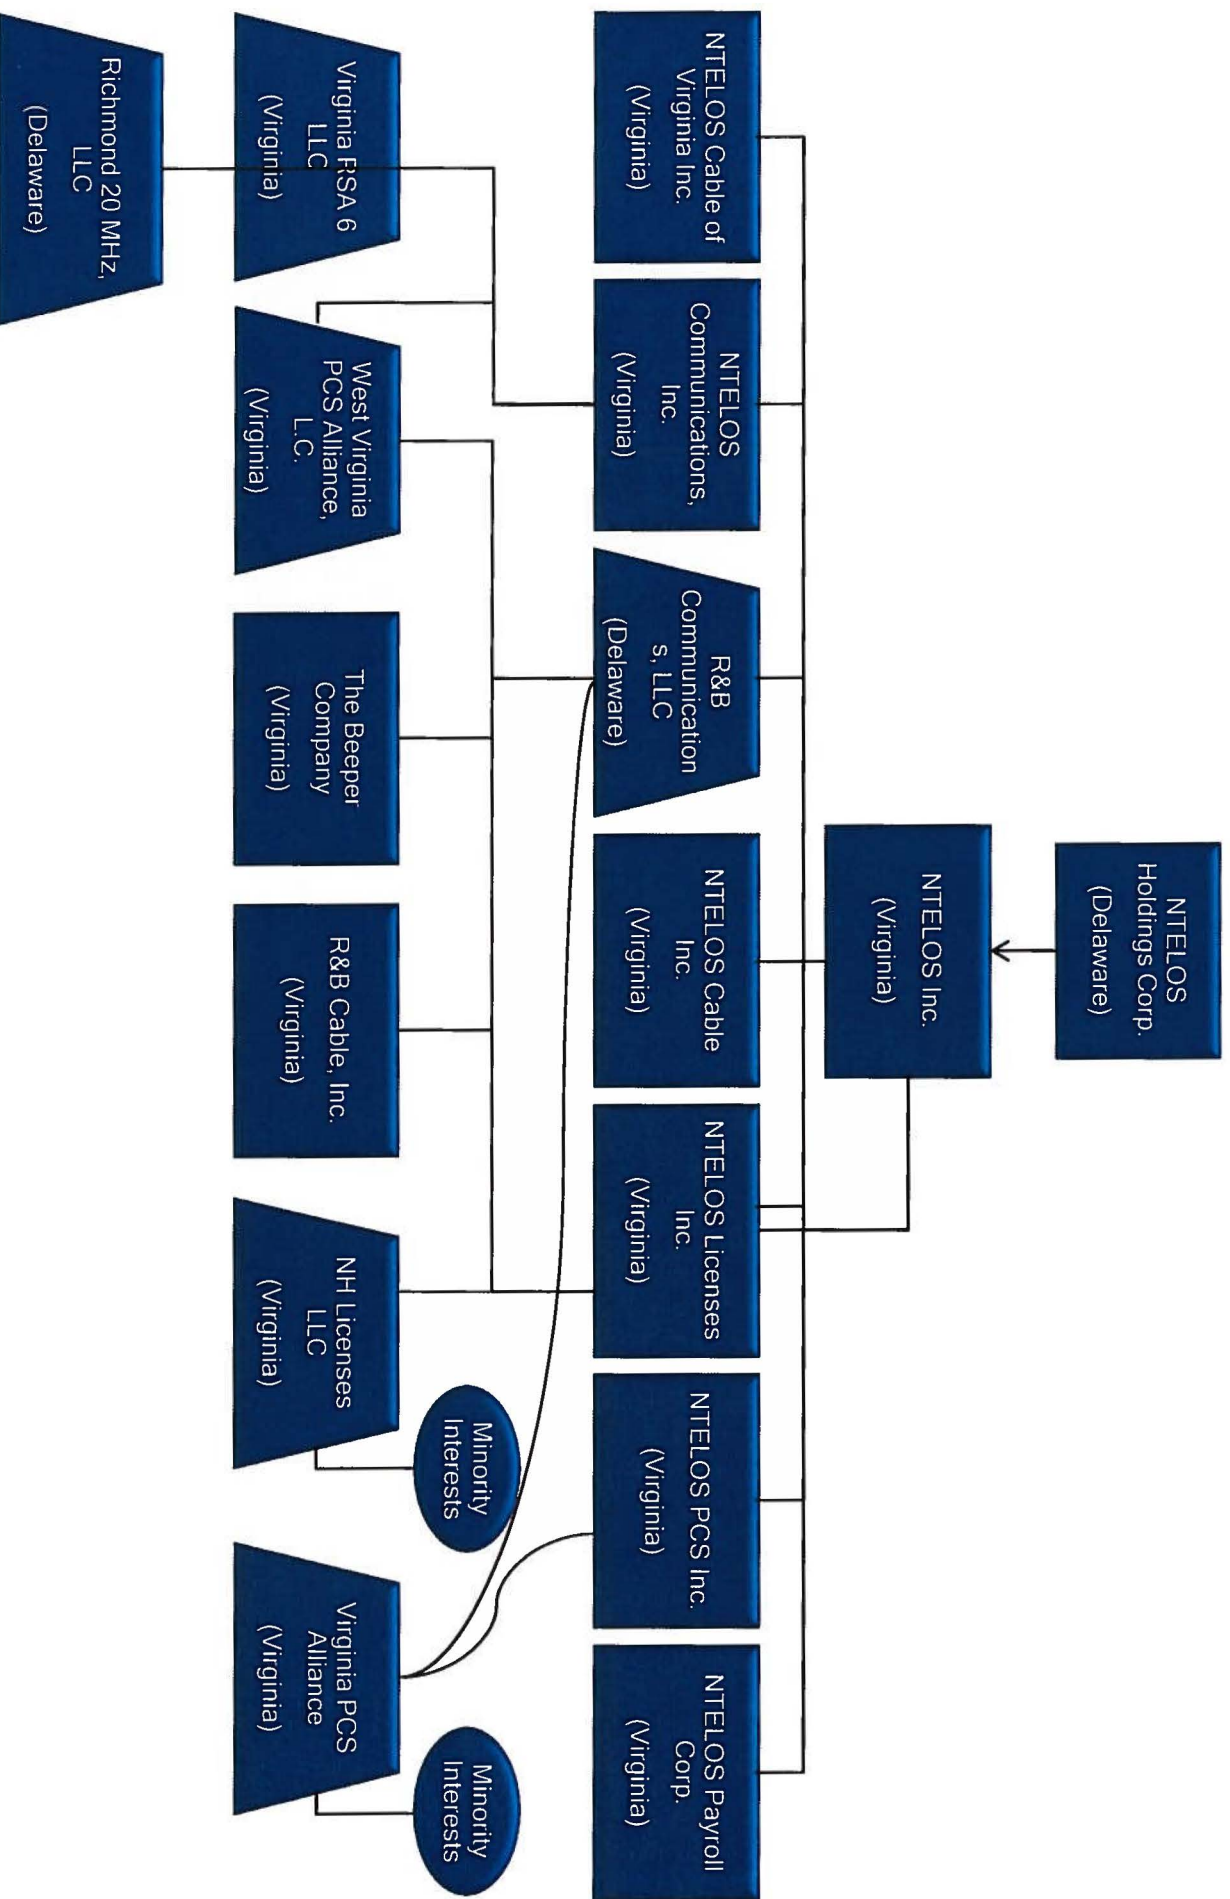 NTELOS
Holdings Corp.
(Delaware)
NTELOS Inc.
(Virginia)
NTELOS Cable of
Virginia Inc.
(Virginia)
NTELOS
Communications,
Inc.
(Virginia)
R&B
Communication
s, LLC
(Delaware)
NTELOS Cable
Inc.
(Virginia)
NTELOS Licenses
Inc.
(Virginia)
NTELOS PCS Inc.
(Virginia)
NTELOS Payroll
Corp.
(Virginia)
Virginia RSA 6
LLC
(Virginia)
West Virginia
PCS Alliance,
L.C.
(Virginia)
The Beeper
Company
(Virginia)
R&B Cable, Inc.
(Virginia)
NH Licenses
LLC
(Virginia)
Minority
Interests
Virginia PCS
Alliance
(Virginia)
Minority
Interests
Richmond 20 MHz,
LLC
(Delaware)